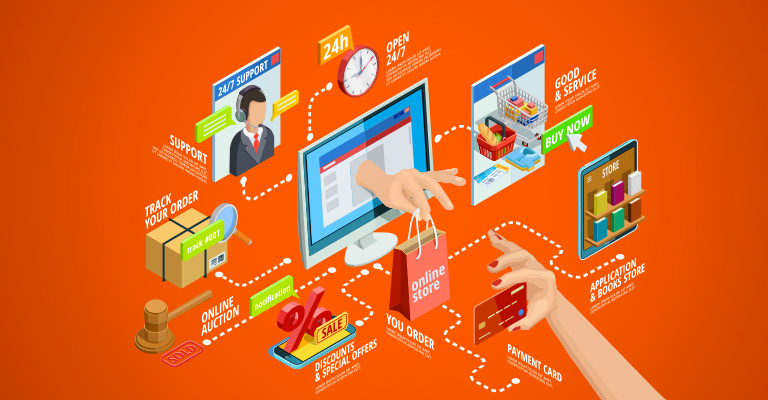 24h
OPEN
24/7
24/7 SUPPORT
SUPPORT
GOOD
& SERVICE
BUY NOW
STORE
TRACK
YOUR ORDER
track #001
APPLICATION
& BOOKS STORE
online
store
ONLINE
AUCTION
notification
SALE
SOLD
YOU ORDER
DISCOUNTS
& SPECIAL OFFERS
PAYMENT CARD